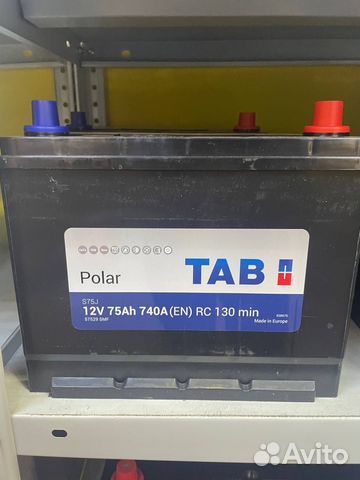 Polar
TAB
S75J
12V 75Ah 740A(EN) RC 130 min
57529 SMF
Made in Europe
Avito